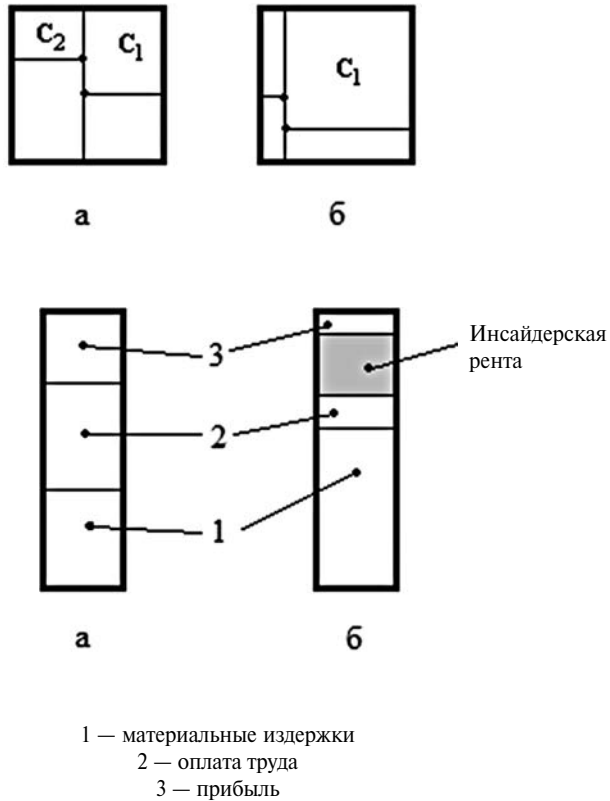 C2 C1 C1
а б
3
Инсайдерская
рента
2
1
а б
1 — материальные издержки
2 — оплата труда
3 — прибыль